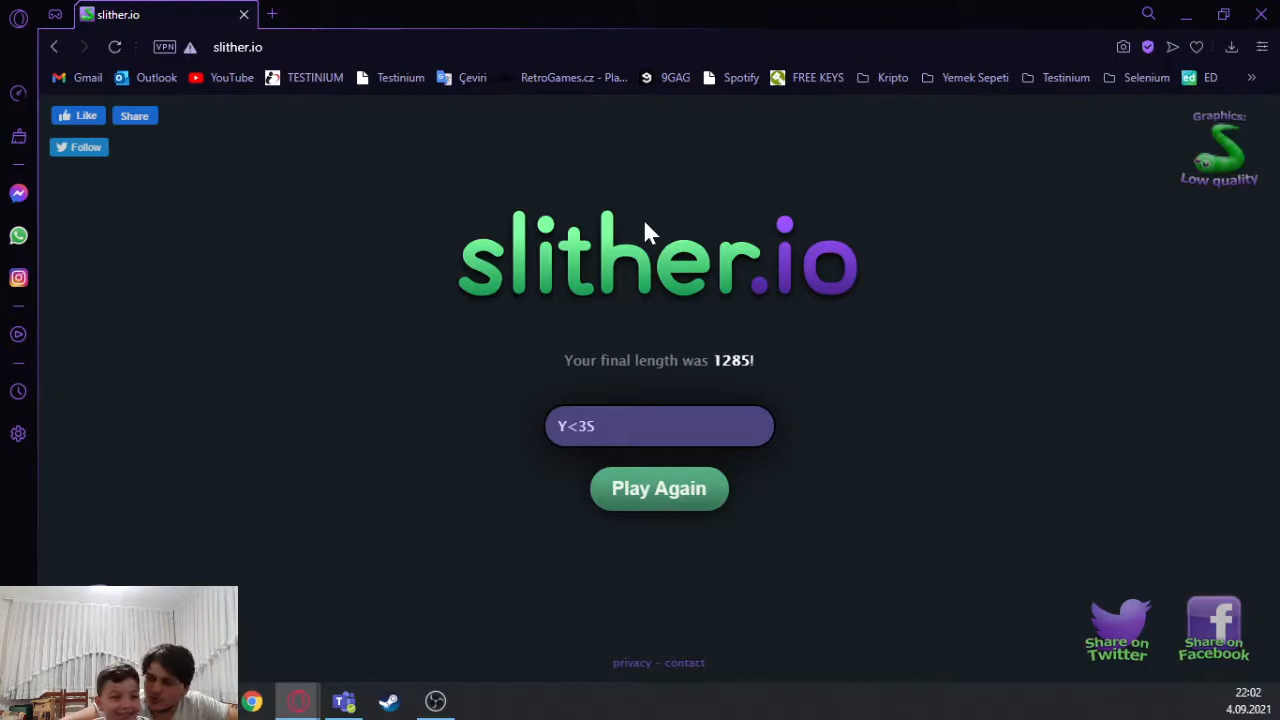 slither.io
VPN slither.io
Gmail Outlook YouTube TESTINIUM Testinium Çeviri RetroGames.cz - Pla... 9GAG Spotify FREE KEYS Kripto Yemek Sepeti Testinium Selenium ed ED »
Like Share
Follow
Graphics:
Low quality
slither.io
Your final length was 1285!
Y<3S
Play Again
Share on
Twitter
Share on
Facebook
privacy - contact
22:02
4.09.2021